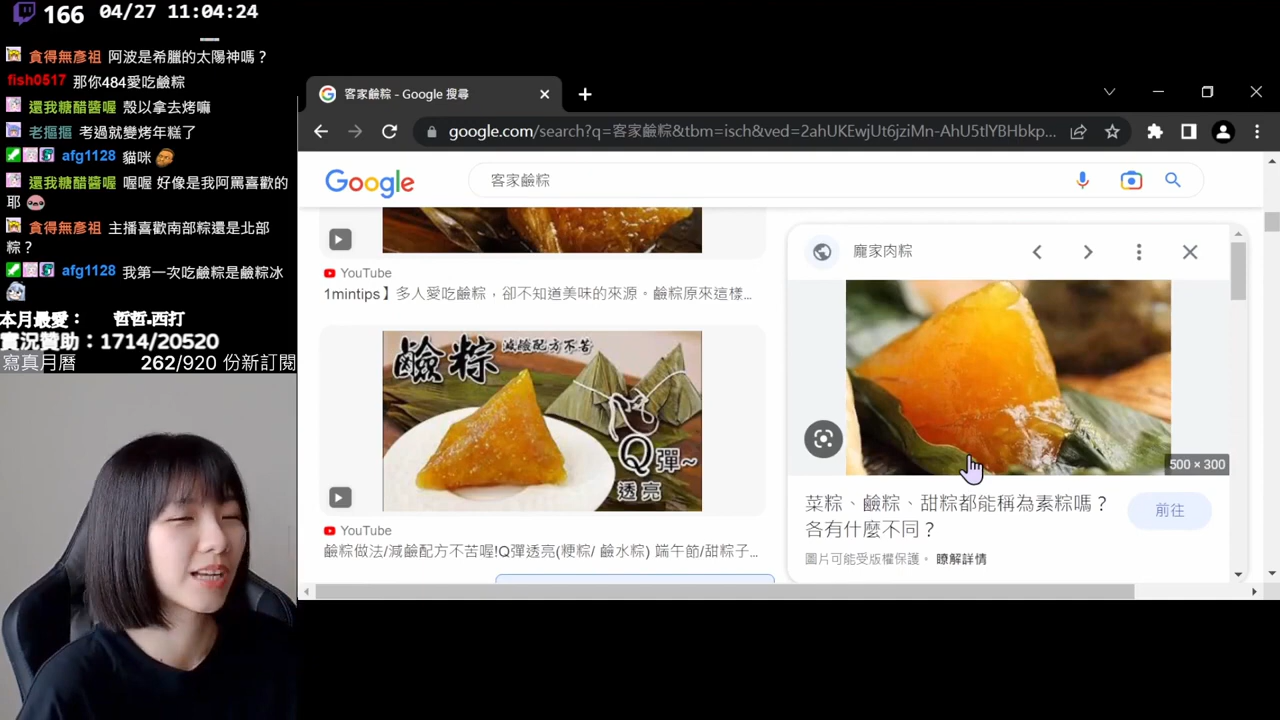 166 04/27 11:04:24
貪得無彥祖 阿波是希臘的太陽神嗎？
fish0517 那你484愛吃鹼粽
還我糖醋醬喔 殼以拿去烤嘛
老摳摳 考過就變烤年糕了
afg1128 貓咪
還我糖醋醬喔 喔喔 好像是我阿罵喜歡的
耶
貪得無彥祖 主播喜歡南部粽還是北部
粽？
afg1128 我第一次吃鹼粽是鹼粽冰
本月最愛： 哲哲.西打
實況贊助：1714/20520
寫真月曆 262/920 份新訂閱
客家鹼粽 - Google 搜尋
google.com/search?q=客家鹼粽&tbm=isch&ved=2ahUKEwjUt6jziMn-AhU5tlYBHbkp...
Google
客家鹼粽
YouTube
1mintips】多人愛吃鹼粽，卻不知道美味的來源。鹼粽原來這樣...
鹼粽
減鹼配方不苦
Q彈~
透亮
YouTube
鹼粽做法/減鹼配方不苦喔!Q彈透亮(粳粽/ 鹼水粽) 端午節/甜粽子...
龐家肉粽
500 × 300
菜粽、鹼粽、甜粽都能稱為素粽嗎？
各有什麼不同？
前往
圖片可能受版權保護。 瞭解詳情